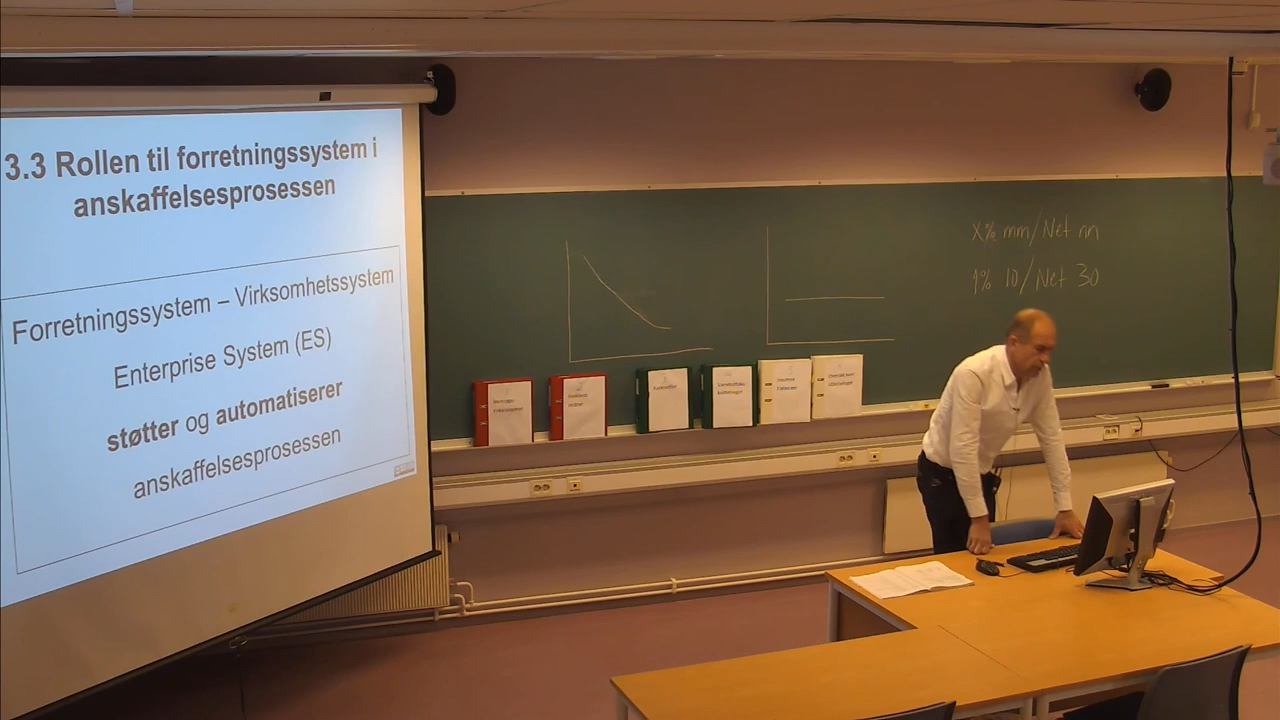 3.3 Rollen til forretningssystem i
anskaffelsesprosessen
Forretningssystem – Virksomhetssystem
Enterprise System (ES)
støtter og automatiserer
anskaffelsesprosessen
X% mm/Net nn
1% 10/Net 30